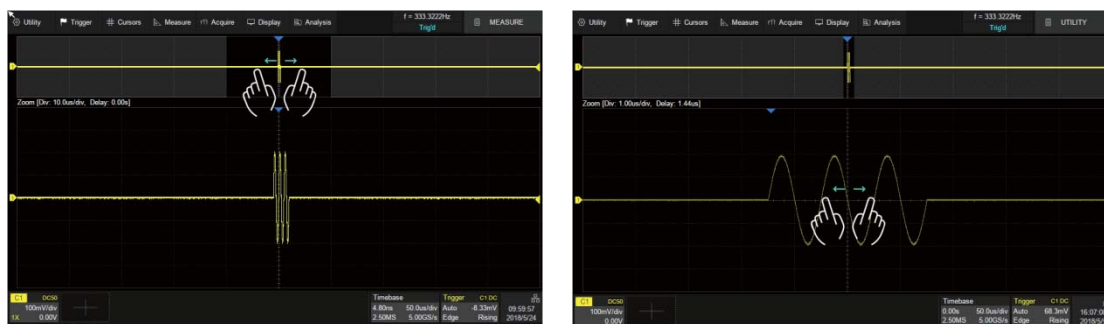 Utility Trigger Cursors Measure Acquire Display Analysis
f = 333.3222Hz
Trig'd
MEASURE
Zoom [Div: 10.0us/div, Delay: 0.00s]
C1 DC50
100mV/div
1X 0.00V
Timebase
4.80ns 50.0us/div
2.50MS 5.00GS/s
Trigger C1 DC
Auto -8.33mV
Edge Rising
09:59:57
2018/5/24
Utility Trigger Cursors Measure Acquire Display Analysis
f = 333.3222Hz
Trig'd
UTILITY
Zoom [Div: 1.00us/div, Delay: 1.44us]
C1 DC50
100mV/div
0.00V
Timebase
0.00s 50.0us/div
2.50MS 5.00GS/s
Trigger C1 DC
Auto 68.3mV
Edge Rising